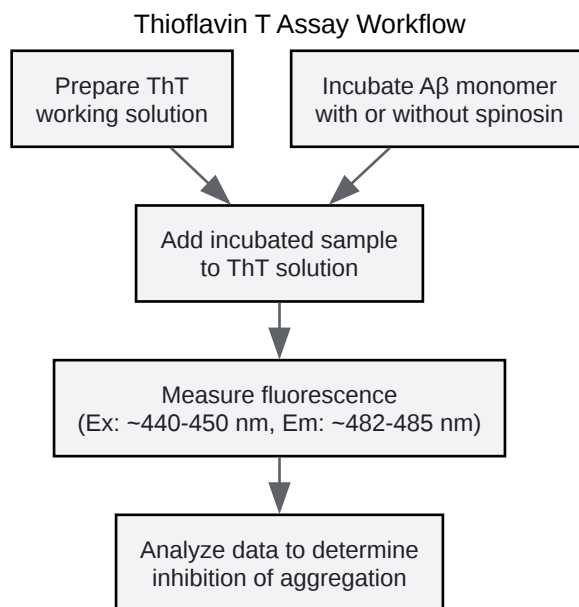 Thioflavin T Assay Workflow
Prepare ThT
working solution
Incubate Aβ monomer
with or without spinosin
Add incubated sample
to ThT solution
Measure fluorescence
(Ex: ~440-450 nm, Em: ~482-485 nm)
Analyze data to determine
inhibition of aggregation